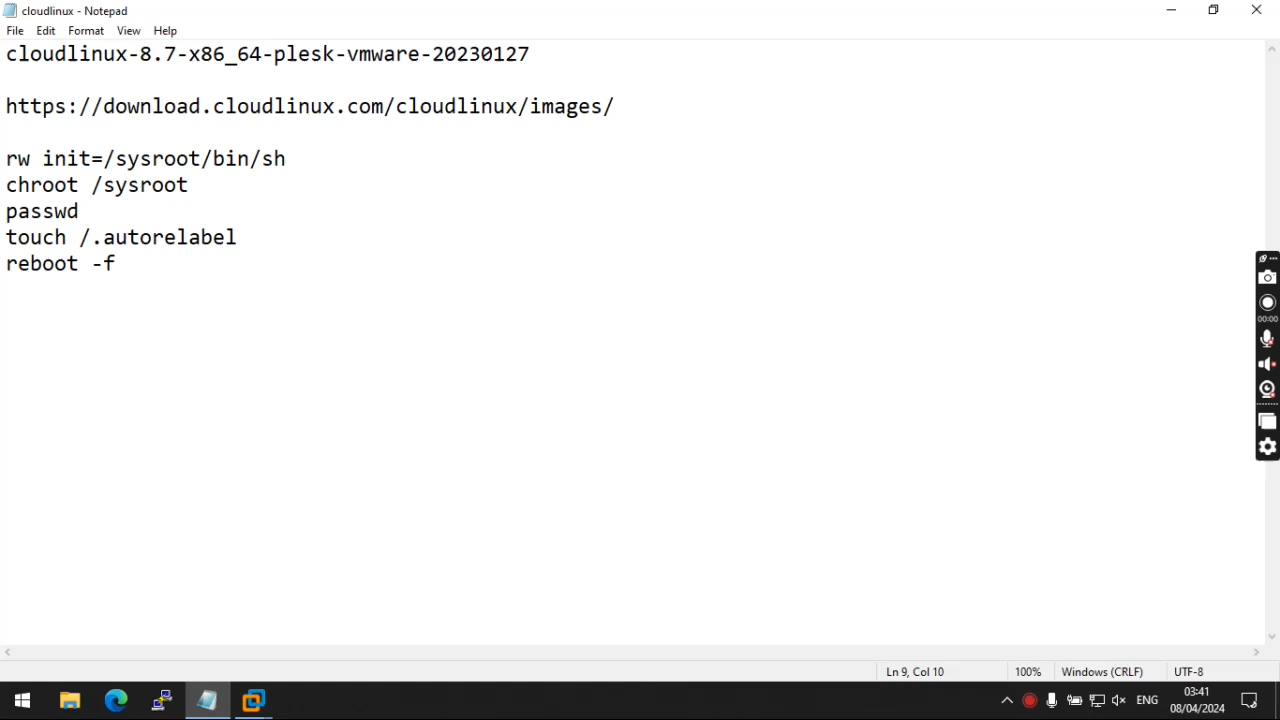 cloudlinux - Notepad
File Edit Format View Help
cloudlinux-8.7-x86_64-plesk-vmware-20230127
https://download.cloudlinux.com/cloudlinux/images/
rw init=/sysroot/bin/sh
chroot /sysroot
passwd
touch /.autorelabel
reboot -f
00:00
Ln 9, Col 10 100% Windows (CRLF) UTF-8
ENG
03:41
08/04/2024